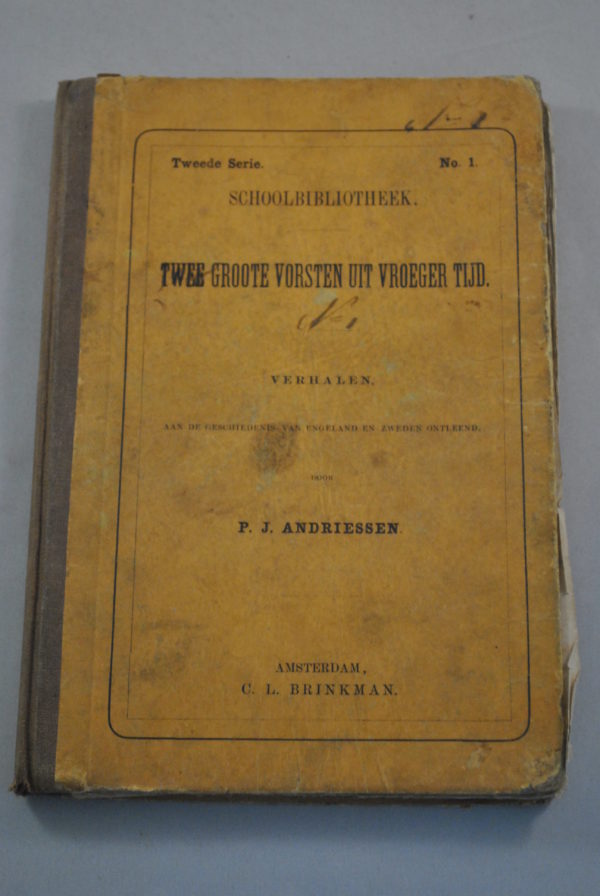 Tweede Serie. No. 1.
SCHOOLBIBLIOTHEEK.
TWEE GROOTE VORSTEN UIT VROEGER TIJD.
VERHALEN,
AAN DE GESCHIEDENIS VAN ENGELAND EN ZWEDEN ONTLEEND,
DOOR
P. J. ANDRIESSEN.
AMSTERDAM,
C. L. BRINKMAN.